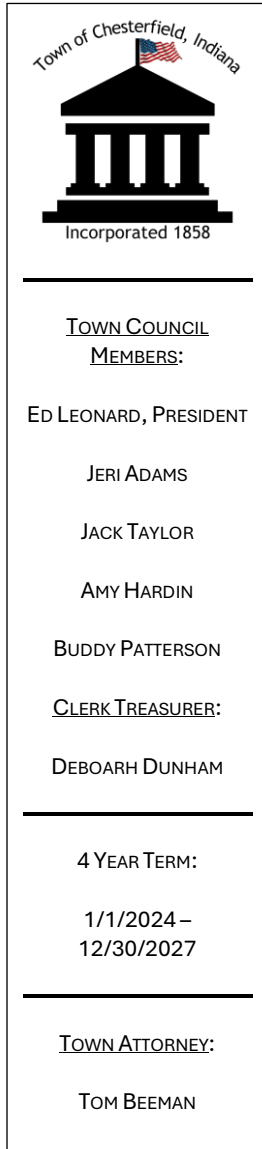 Town of Chesterfield, Indiana
Incorporated 1858
TOWN COUNCIL
MEMBERS:
ED LEONARD, PRESIDENT
JERI ADAMS
JACK TAYLOR
AMY HARDIN
BUDDY PATTERSON
CLERK TREASURER:
DEBOARH DUNHAM
4 YEAR TERM:
1/1/2024 –
12/30/2027
TOWN ATTORNEY:
TOM BEEMAN